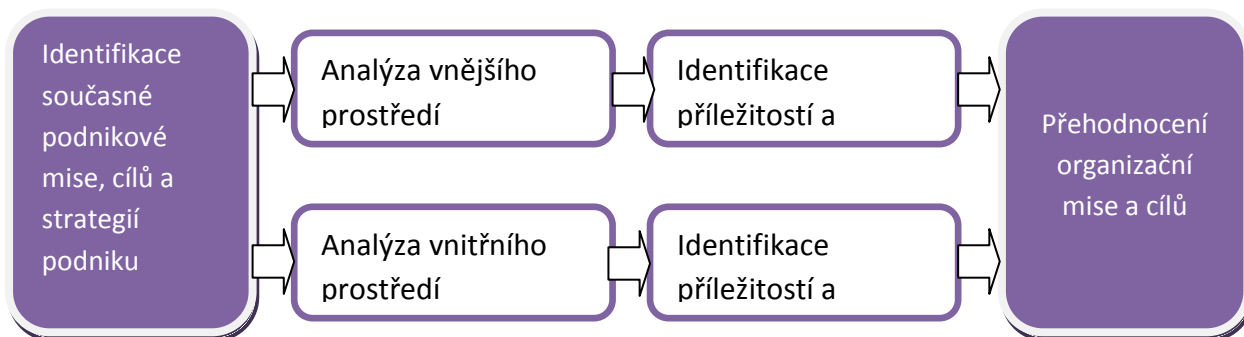 Identifikace
současné
podnikové
mise, cílů a
strategií
podniku
Analýza vnějšího
prostředí
Identifikace
příležitostí a
Analýza vnitřního
prostředí
Identifikace
příležitostí a
Přehodnocení
organizační
mise a cílů